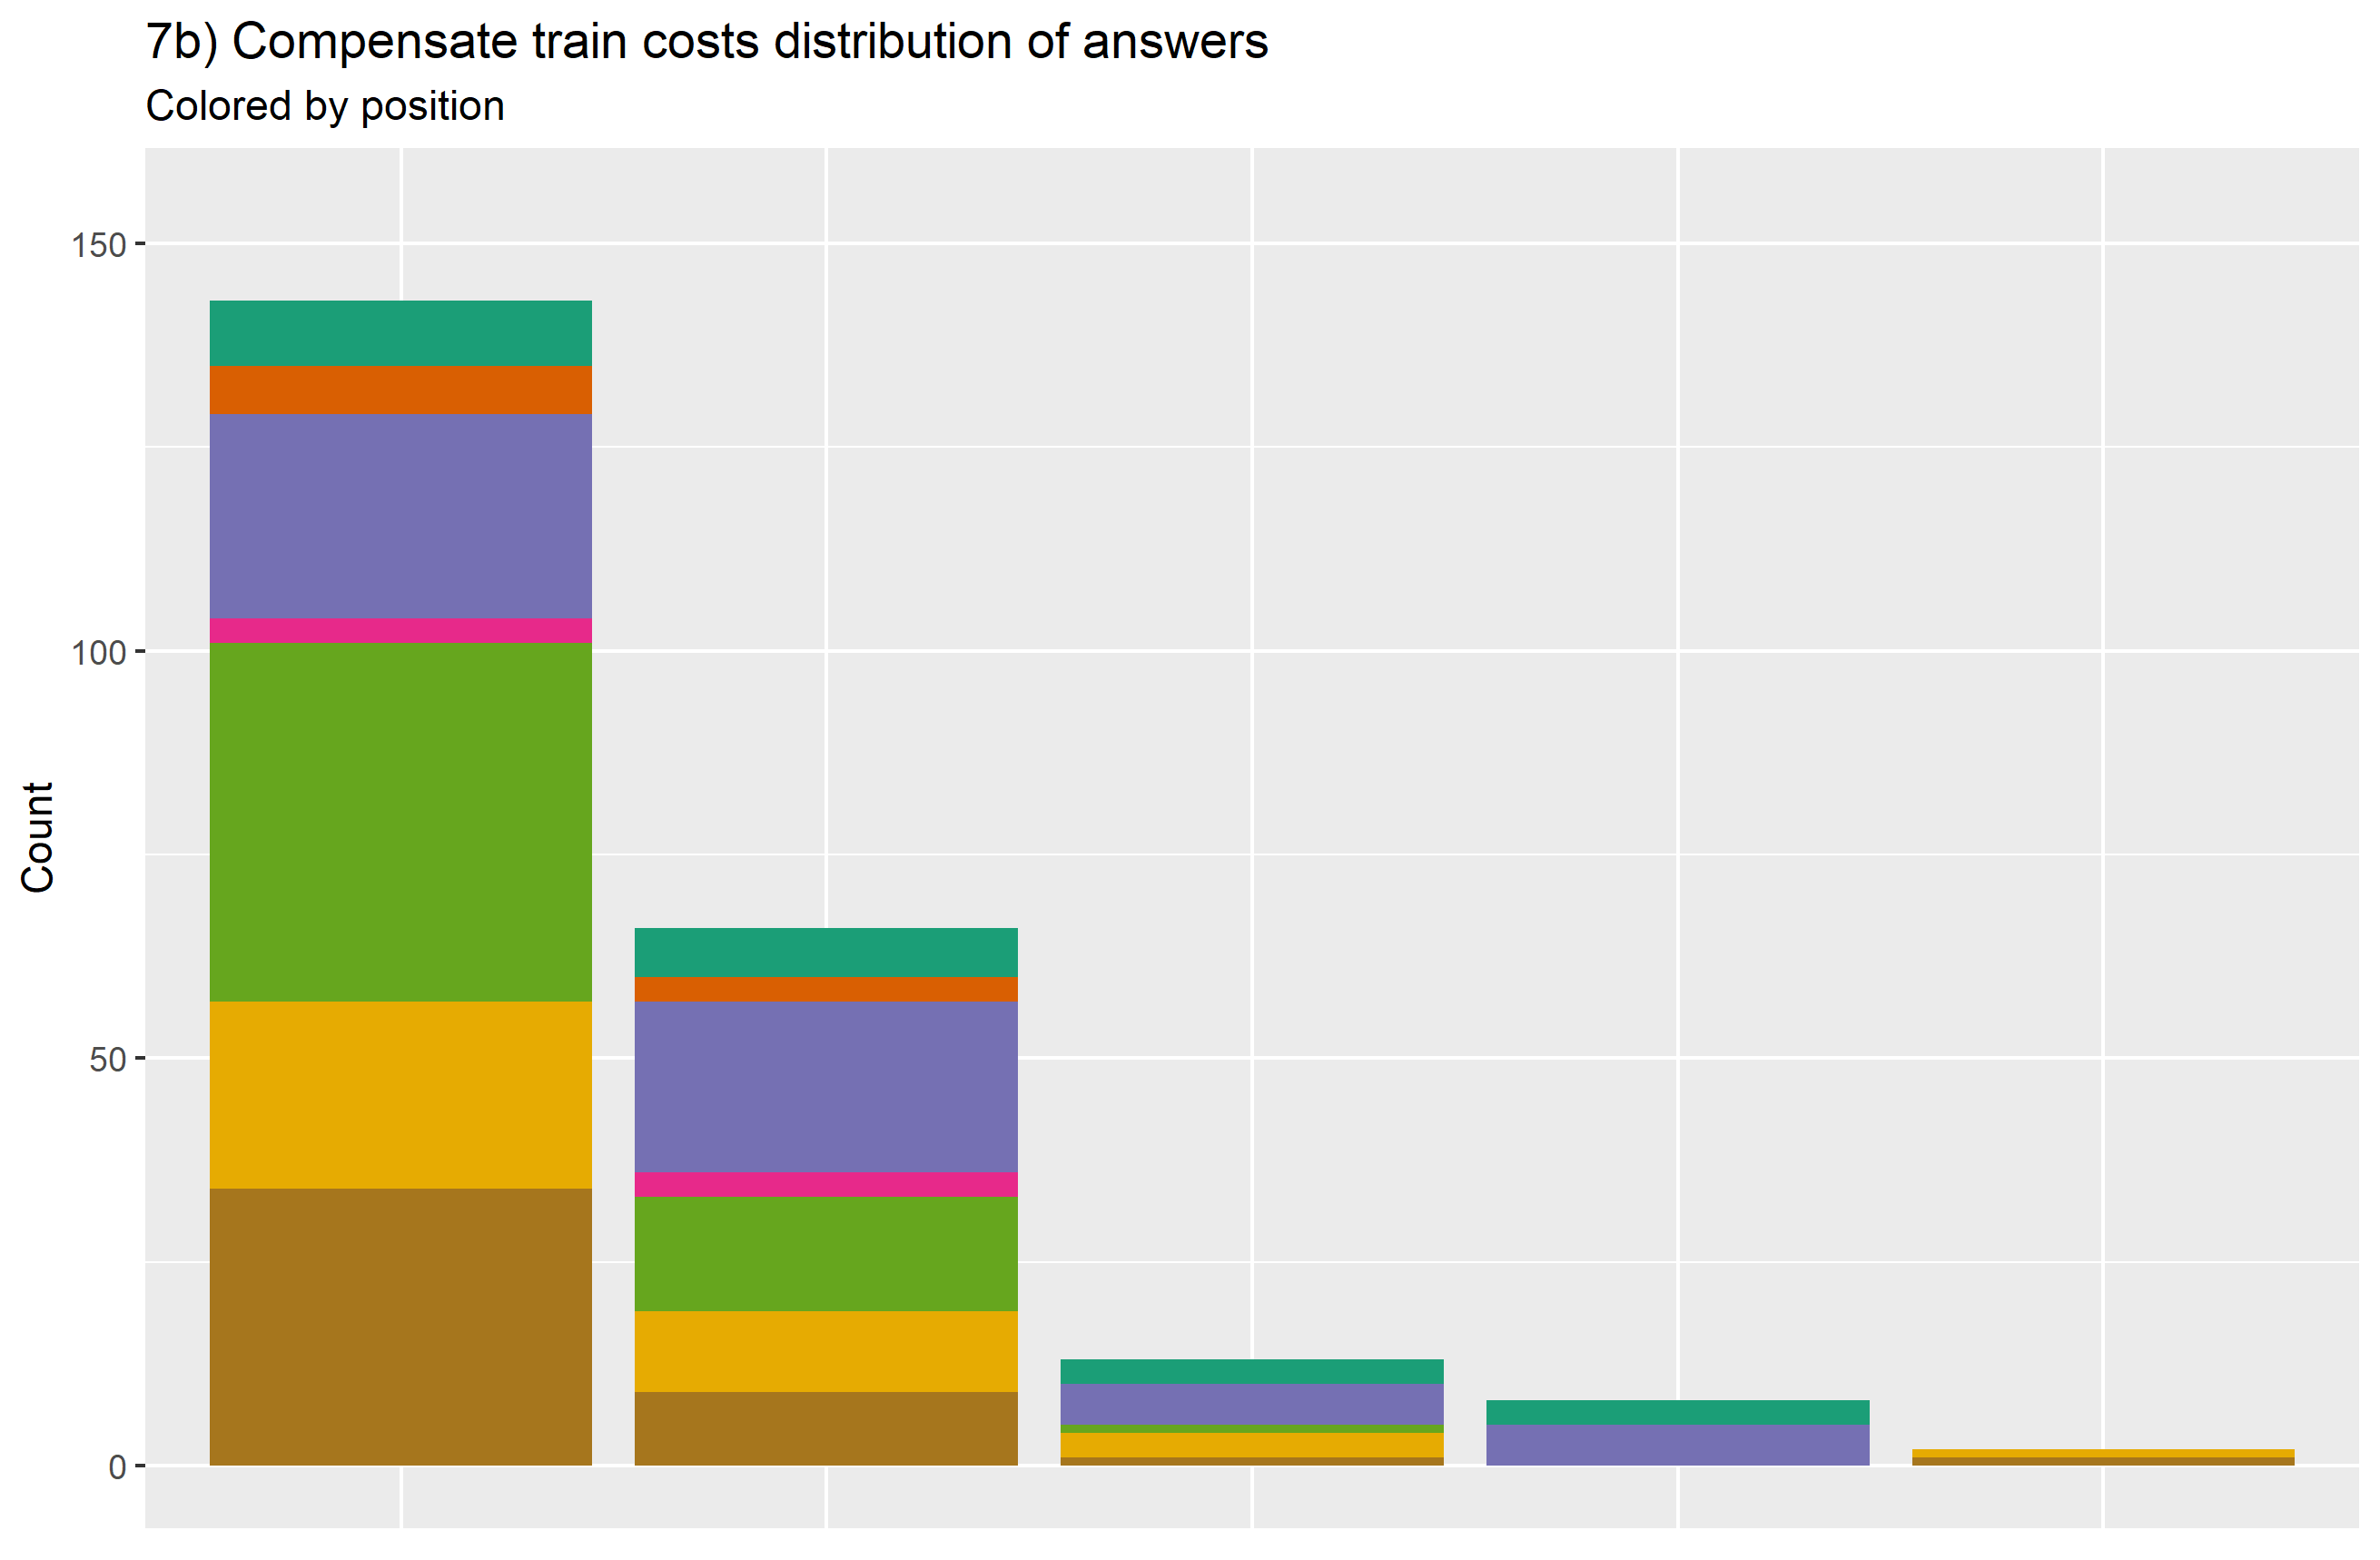 7b) Compensate train costs distribution of answers
Colored by position
150
100
50
0
Count